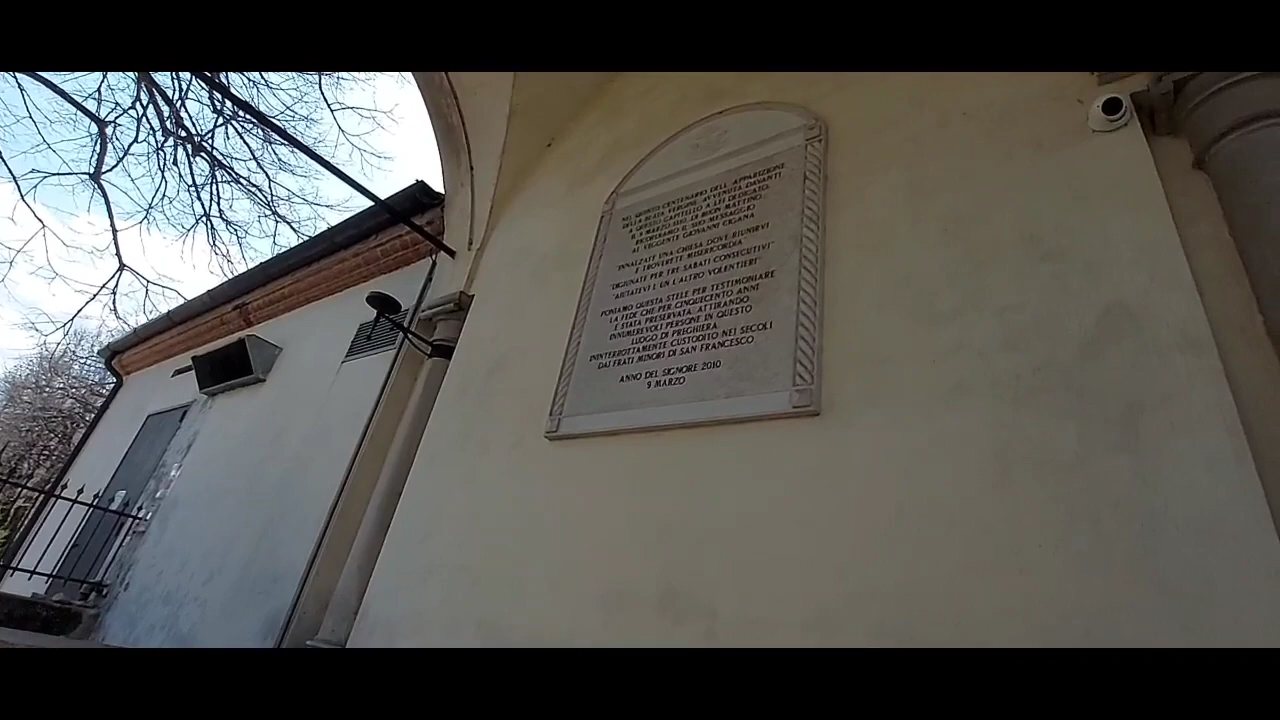 NEL QUINTO CENTENARIO DELL'APPARIZIONE
DELLA BEATA VERGINE, AVVENUTA DAVANTI
A QUESTO CAPITELLO A LEI DEDICATO,
IL 9 MARZO 1510, DI BUON MATTINO,
RICORDIAMO IL SUO MESSAGGIO
AL VEGGENTE GIOVANNI CIGANA
"INNALZATE UNA CHIESA DOVE RIUNIRVI
E TROVERETE MISERICORDIA"
"DIGIUNATE PER TRE SABATI CONSECUTIVI"
"AIUTATEVI L'UN L'ALTRO VOLENTIERI"
PONIAMO QUESTA STELE PER TESTIMONIARE
LA FEDE CHE PER CINQUECENTO ANNI
È STATA PRESERVATA, ATTIRANDO
INNUMEREVOLI PERSONE IN QUESTO
LUOGO DI PREGHIERA
ININTERROTTAMENTE CUSTODITO NEI SECOLI
DAI FRATI MINORI DI SAN FRANCESCO
ANNO DEL SIGNORE 2010
9 MARZO